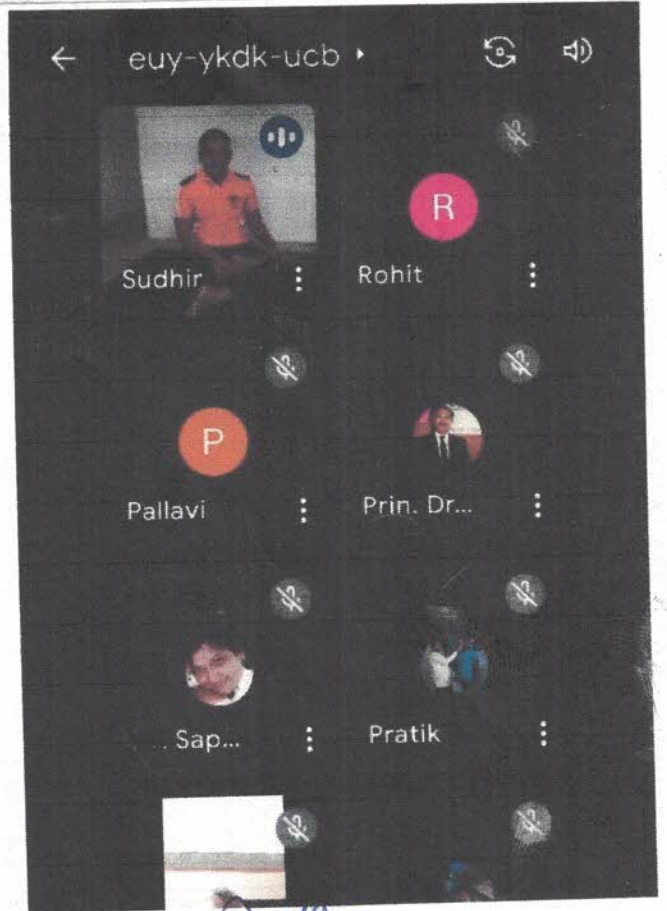 euy-ykdk-ucb
Sudhir
Rohit
R
P
Pallavi
Prin. Dr...
Sap...
Pratik